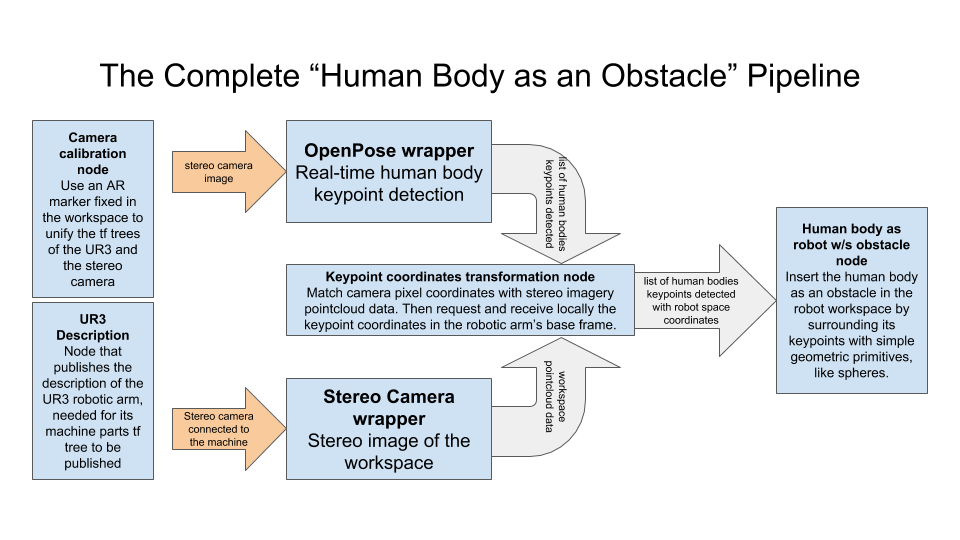 The Complete “Human Body as an Obstacle” Pipeline
Camera
calibration
node
Use an AR
marker fixed in
the workspace to
unify the tf trees
of the UR3 and
the stereo
camera
UR3
Description
Node that
publishes the
description of the
UR3 robotic arm,
needed for its
machine parts tf
tree to be
published
stereo camera
image
OpenPose wrapper
Real-time human body
keypoint detection
list of human bodies
keypoints detected
Keypoint coordinates transformation node
Match camera pixel coordinates with stereo imagery
pointcloud data. Then request and receive locally the
keypoint coordinates in the robotic arm’s base frame.
Stereo camera
connected to
the machine
Stereo Camera
wrapper
Stereo image of the
workspace
workspace
pointcloud data
list of human bodies
keypoints detected
with robot space
coordinates
Human body as
robot w/s obstacle
node
Insert the human body
as an obstacle in the
robot workspace by
surrounding its
keypoints with simple
geometric primitives,
like spheres.